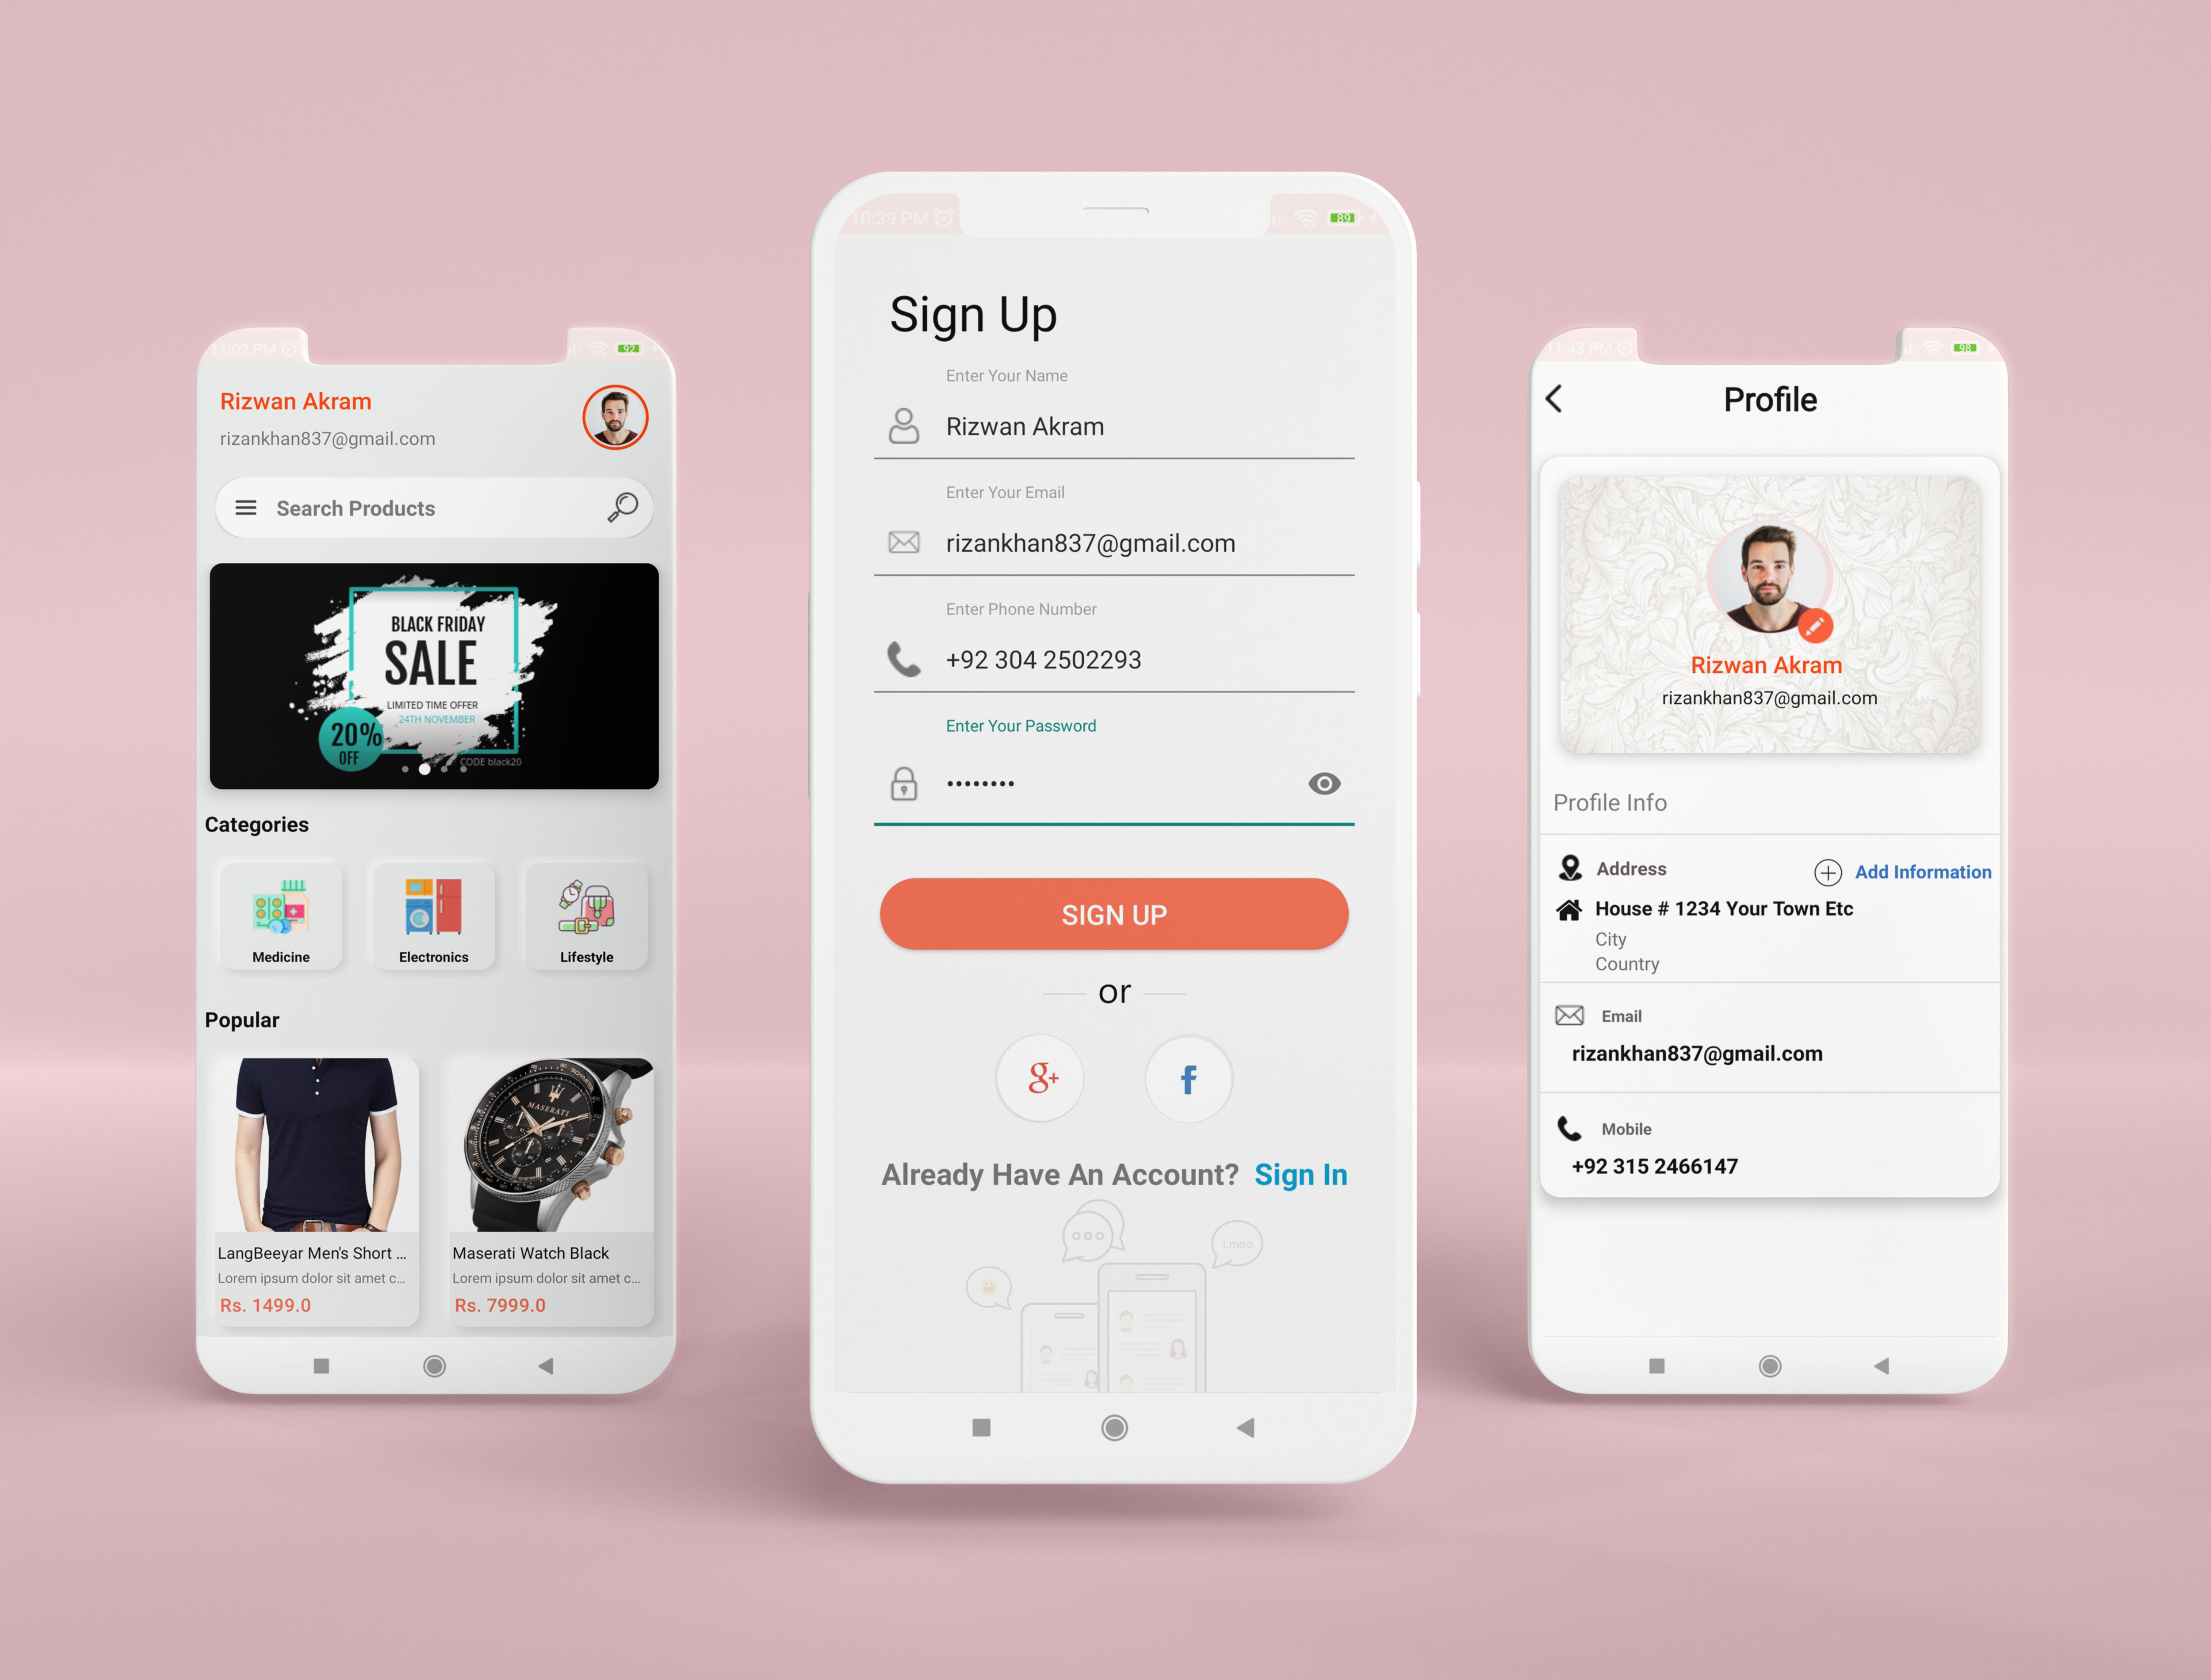 11:02 PM
92
Rizwan Akram
rizankhan837@gmail.com
Search Products
BLACK FRIDAY
SALE
LIMITED TIME OFFER
24TH NOVEMBER
20%
OFF
CODE black20
Categories
Medicine
Electronics
Lifestyle
Popular
MASERATI
LangBeeyar Men's Short ...
Maserati Watch Black
Lorem ipsum dolor sit amet c...
Lorem ipsum dolor sit amet c...
Rs. 1499.0
Rs. 7999.0
10:39 PM
89
Sign Up
Enter Your Name
Rizwan Akram
Enter Your Email
rizankhan837@gmail.com
Enter Phone Number
+92 304 2502293
Enter Your Password
••••••••
SIGN UP
or
g+
f
Already Have An Account? Sign In
Lmao
11:43 PM
98
Profile
Rizwan Akram
rizankhan837@gmail.com
Profile Info
Address
Add Information
House # 1234 Your Town Etc
City
Country
Email
rizankhan837@gmail.com
Mobile
+92 315 2466147